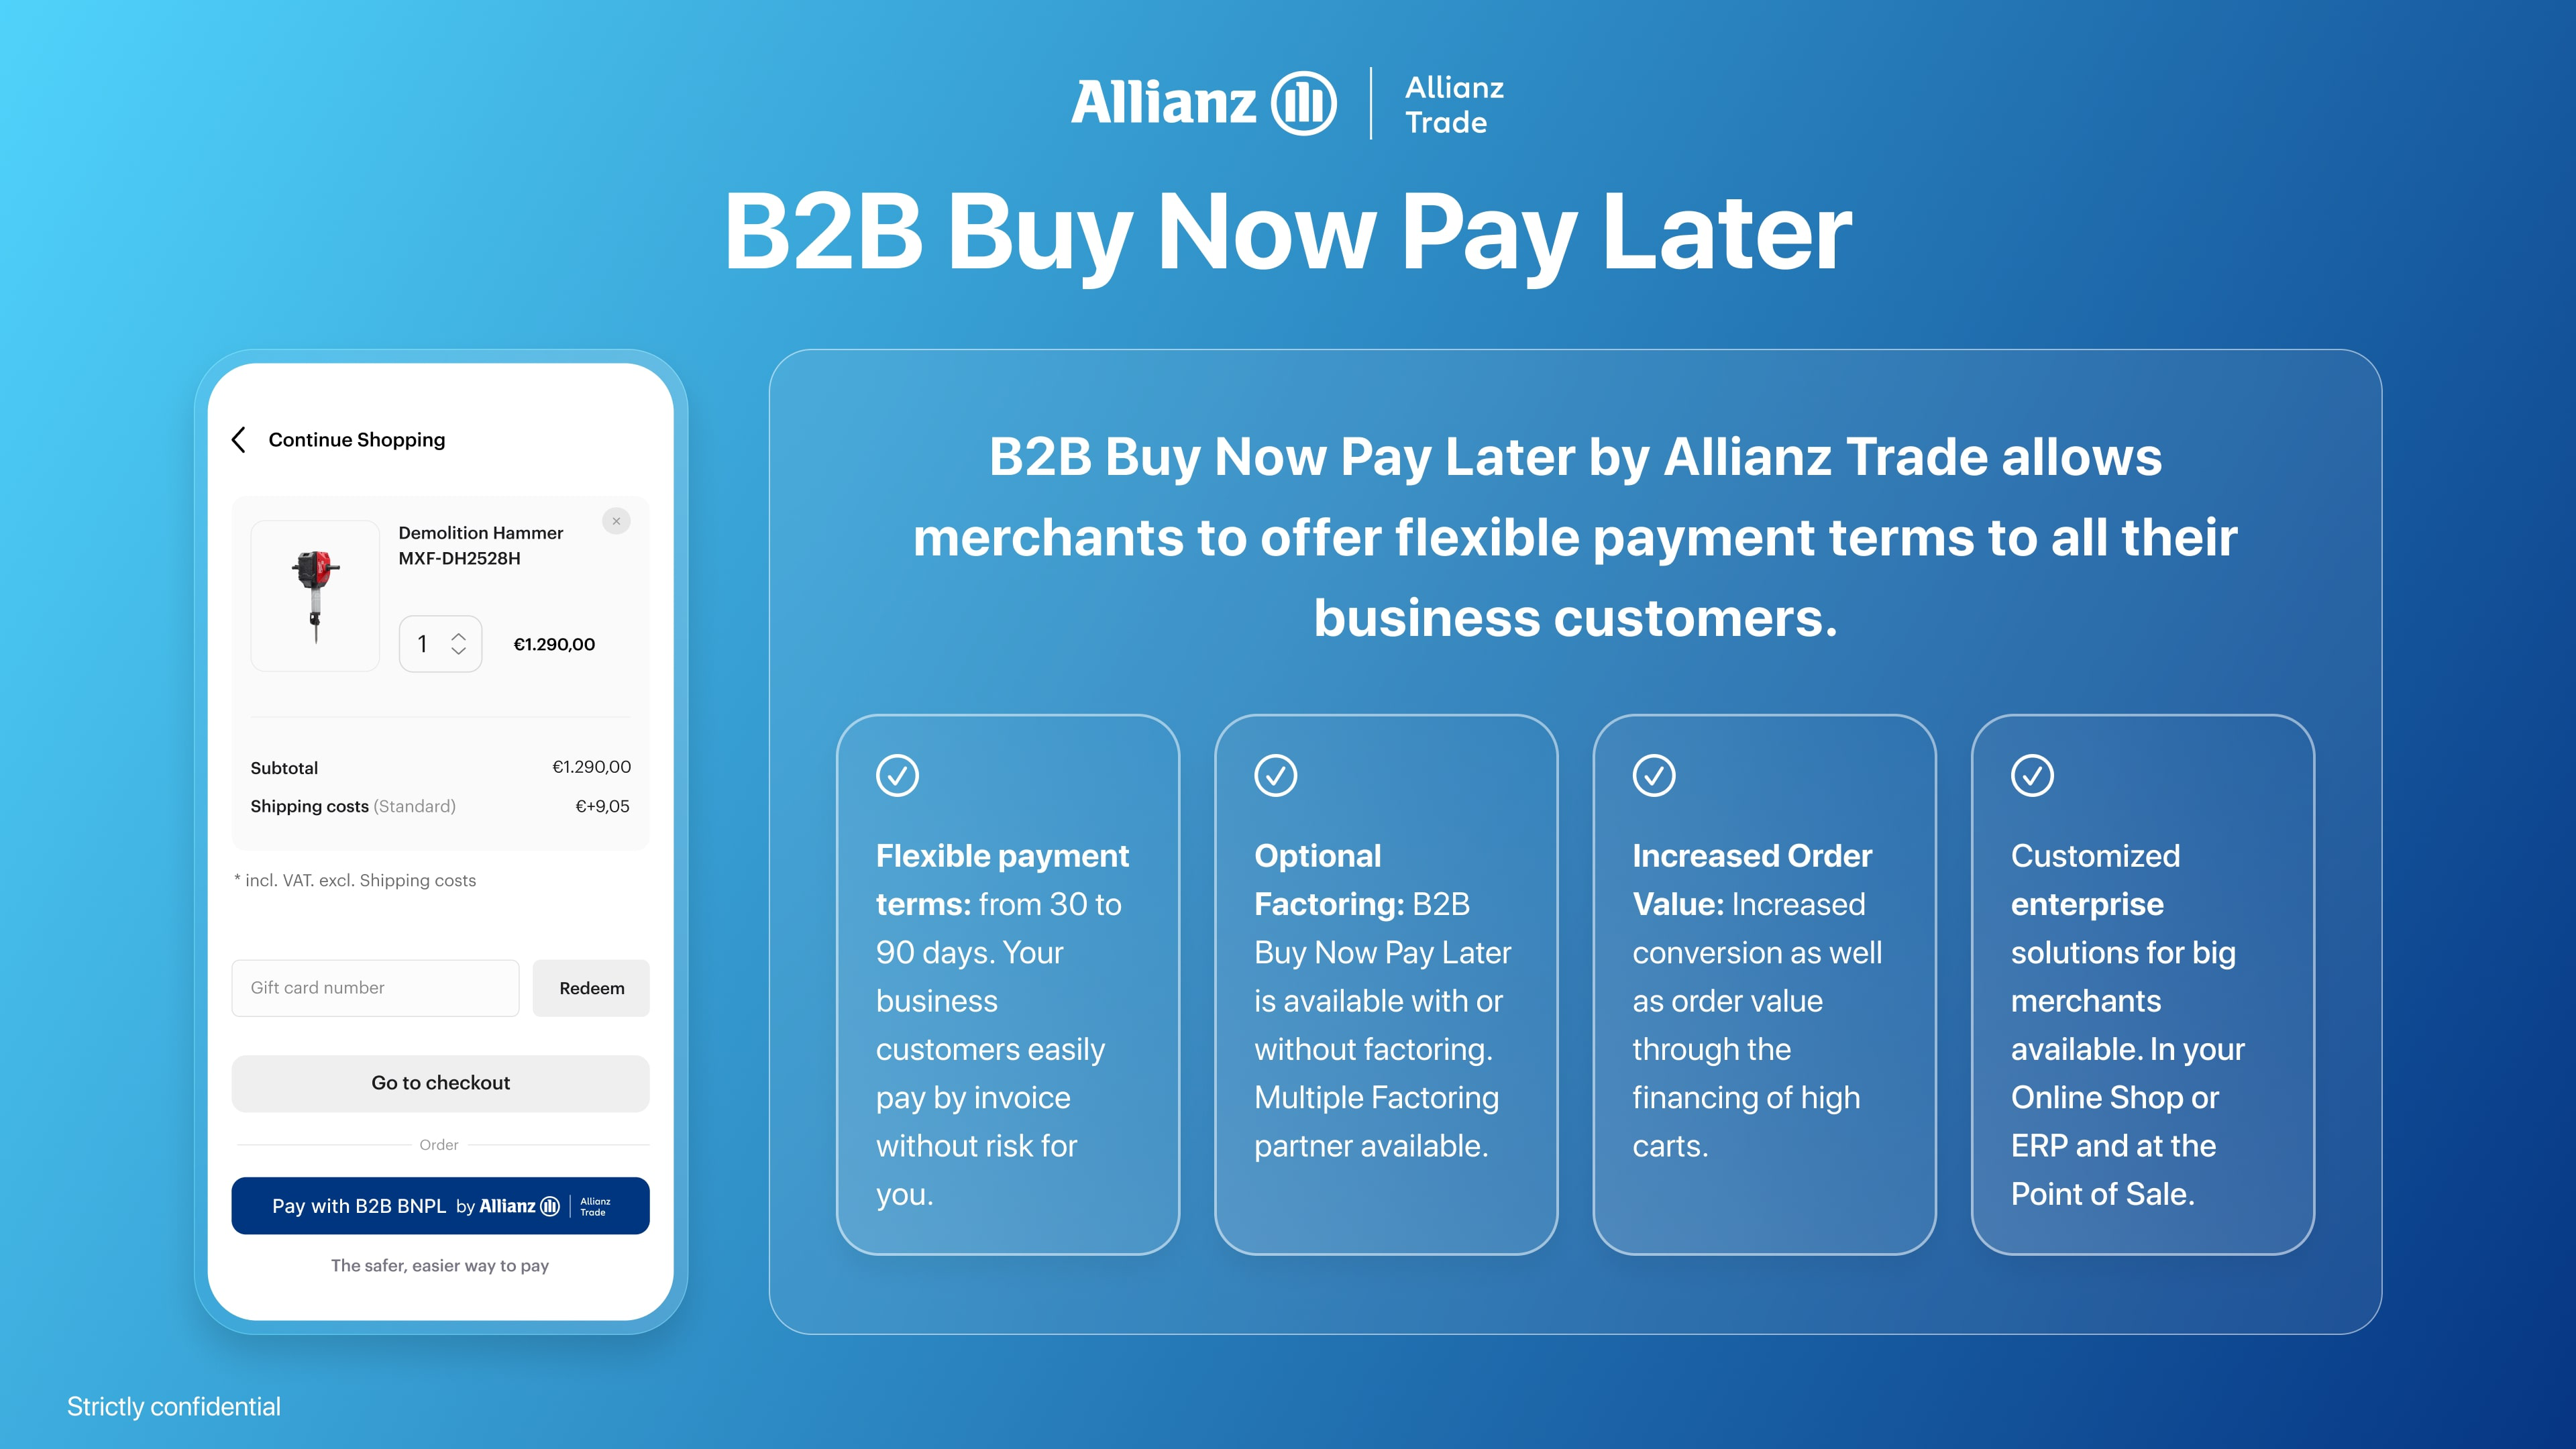 Allianz
Allianz
Trade
B2B Buy Now Pay Later
Continue Shopping
Demolition Hammer
MXF-DH2528H
1
€1.290,00
Subtotal €1.290,00
Shipping costs (Standard) €+9,05
* incl. VAT. excl. Shipping costs
Gift card number
Redeem
Go to checkout
Order
Pay with B2B BNPL by Allianz Allianz
Trade
The safer, easier way to pay
B2B Buy Now Pay Later by Allianz Trade allows
merchants to offer flexible payment terms to all their
business customers.
Flexible payment
terms: from 30 to
90 days. Your
business
customers easily
pay by invoice
without risk for
you.
Optional
Factoring: B2B
Buy Now Pay Later
is available with or
without factoring.
Multiple Factoring
partner available.
Increased Order
Value: Increased
conversion as well
as order value
through the
financing of high
carts.
Customized
enterprise
solutions for big
merchants
available. In your
Online Shop or
ERP and at the
Point of Sale.
Strictly confidential